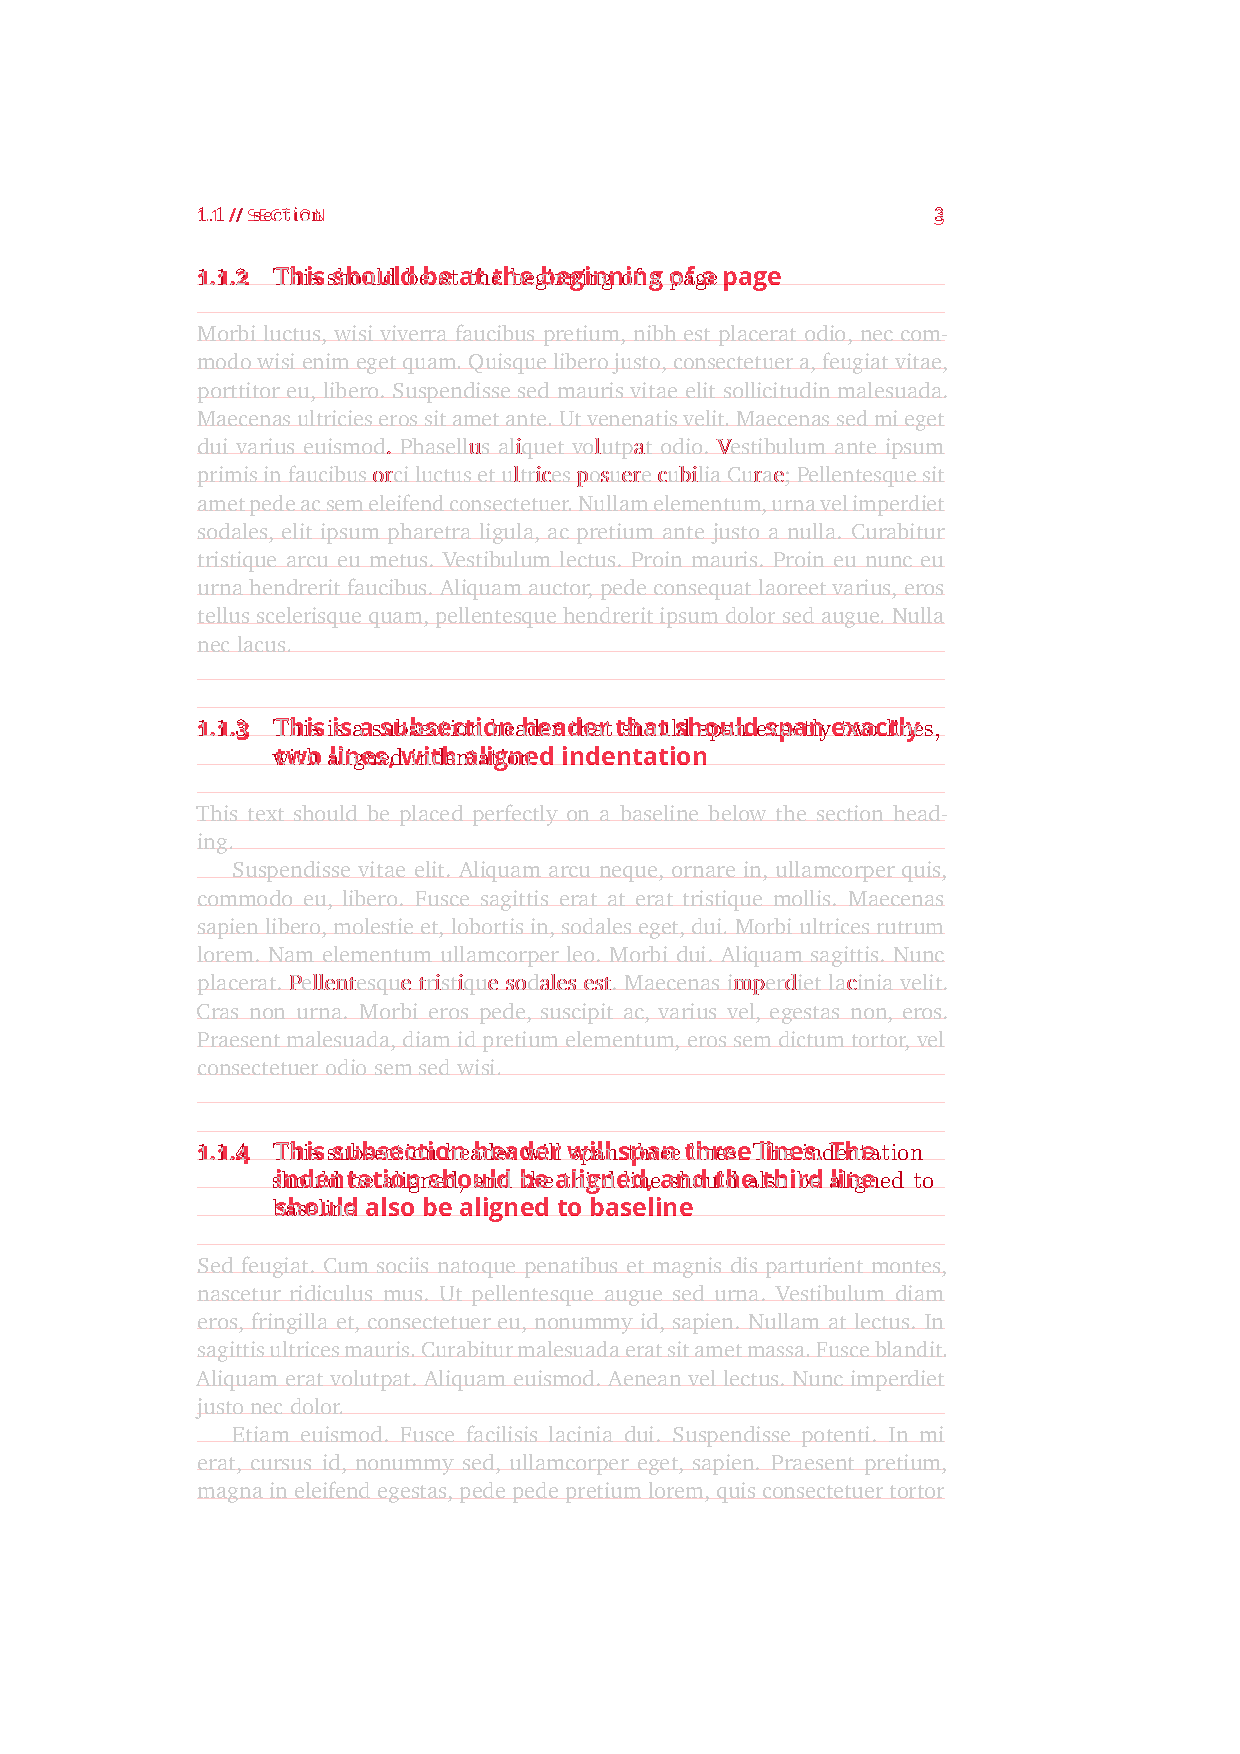 1.1 // SECTION 3
1.1.2 This should be at the beginning of a page
Morbi luctus, wisi viverra faucibus pretium, nibh est placerat odio, nec com-
modo wisi enim eget quam. Quisque libero justo, consectetuer a, feugiat vitae,
porttitor eu, libero. Suspendisse sed mauris vitae elit sollicitudin malesuada.
Maecenas ultricies eros sit amet ante. Ut venenatis velit. Maecenas sed mi eget
dui varius euismod. Phasellus aliquet volutpat odio. Vestibulum ante ipsum
primis in faucibus orci luctus et ultrices posuere cubilia Curae; Pellentesque sit
amet pede ac sem eleifend consectetuer. Nullam elementum, urna vel imperdiet
sodales, elit ipsum pharetra ligula, ac pretium ante justo a nulla. Curabitur
tristique arcu eu metus. Vestibulum lectus. Proin mauris. Proin eu nunc eu
urna hendrerit faucibus. Aliquam auctor, pede consequat laoreet varius, eros
tellus scelerisque quam, pellentesque hendrerit ipsum dolor sed augue. Nulla
nec lacus.
1.1.3 This is a subsection header that should span exactly
two lines, with aligned indentation
This text should be placed perfectly on a baseline below the section head-
ing.
Suspendisse vitae elit. Aliquam arcu neque, ornare in, ullamcorper quis,
commodo eu, libero. Fusce sagittis erat at erat tristique mollis. Maecenas
sapien libero, molestie et, lobortis in, sodales eget, dui. Morbi ultrices rutrum
lorem. Nam elementum ullamcorper leo. Morbi dui. Aliquam sagittis. Nunc
placerat. Pellentesque tristique sodales est. Maecenas imperdiet lacinia velit.
Cras non urna. Morbi eros pede, suscipit ac, varius vel, egestas non, eros.
Praesent malesuada, diam id pretium elementum, eros sem dictum tortor, vel
consectetuer odio sem sed wisi.
1.1.4 This subsection header will span three lines. The
indentation should be aligned, and the third line
should also be aligned to baseline
Sed feugiat. Cum sociis natoque penatibus et magnis dis parturient montes,
nascetur ridiculus mus. Ut pellentesque augue sed urna. Vestibulum diam
eros, fringilla et, consectetuer eu, nonummy id, sapien. Nullam at lectus. In
sagittis ultrices mauris. Curabitur malesuada erat sit amet massa. Fusce blandit.
Aliquam erat volutpat. Aliquam euismod. Aenean vel lectus. Nunc imperdiet
justo nec dolor.
Etiam euismod. Fusce facilisis lacinia dui. Suspendisse potenti. In mi
erat, cursus id, nonummy sed, ullamcorper eget, sapien. Praesent pretium,
magna in eleifend egestas, pede pede pretium lorem, quis consectetuer tortor